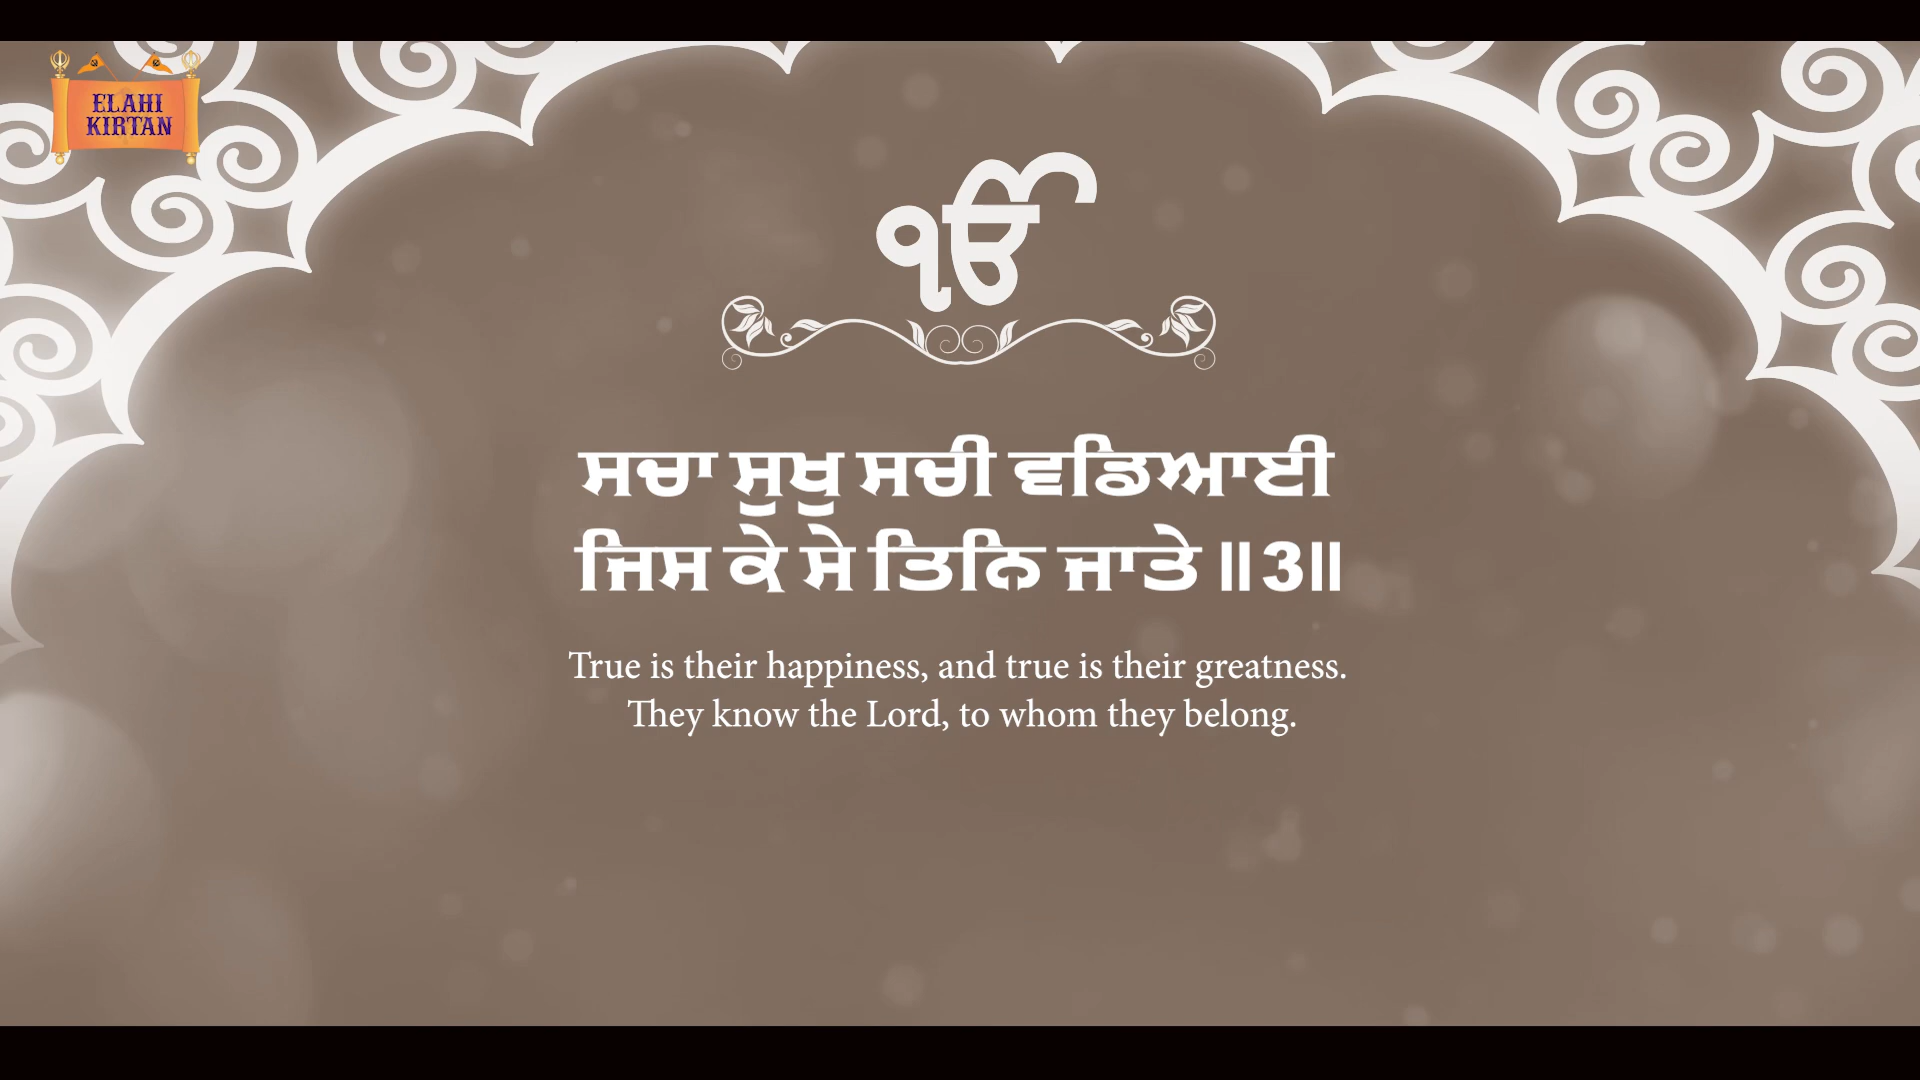 ELAHI
KIRTAN
ੴ
ਸਚਾ ਸੁਖੁ ਸਚੀ ਵਡਿਆਈ
ਜਿਸ ਕੇ ਸੇ ਤਿਨਿ ਜਾਤੇ ॥3॥
True is their happiness, and true is their greatness.
They know the Lord, to whom they belong.